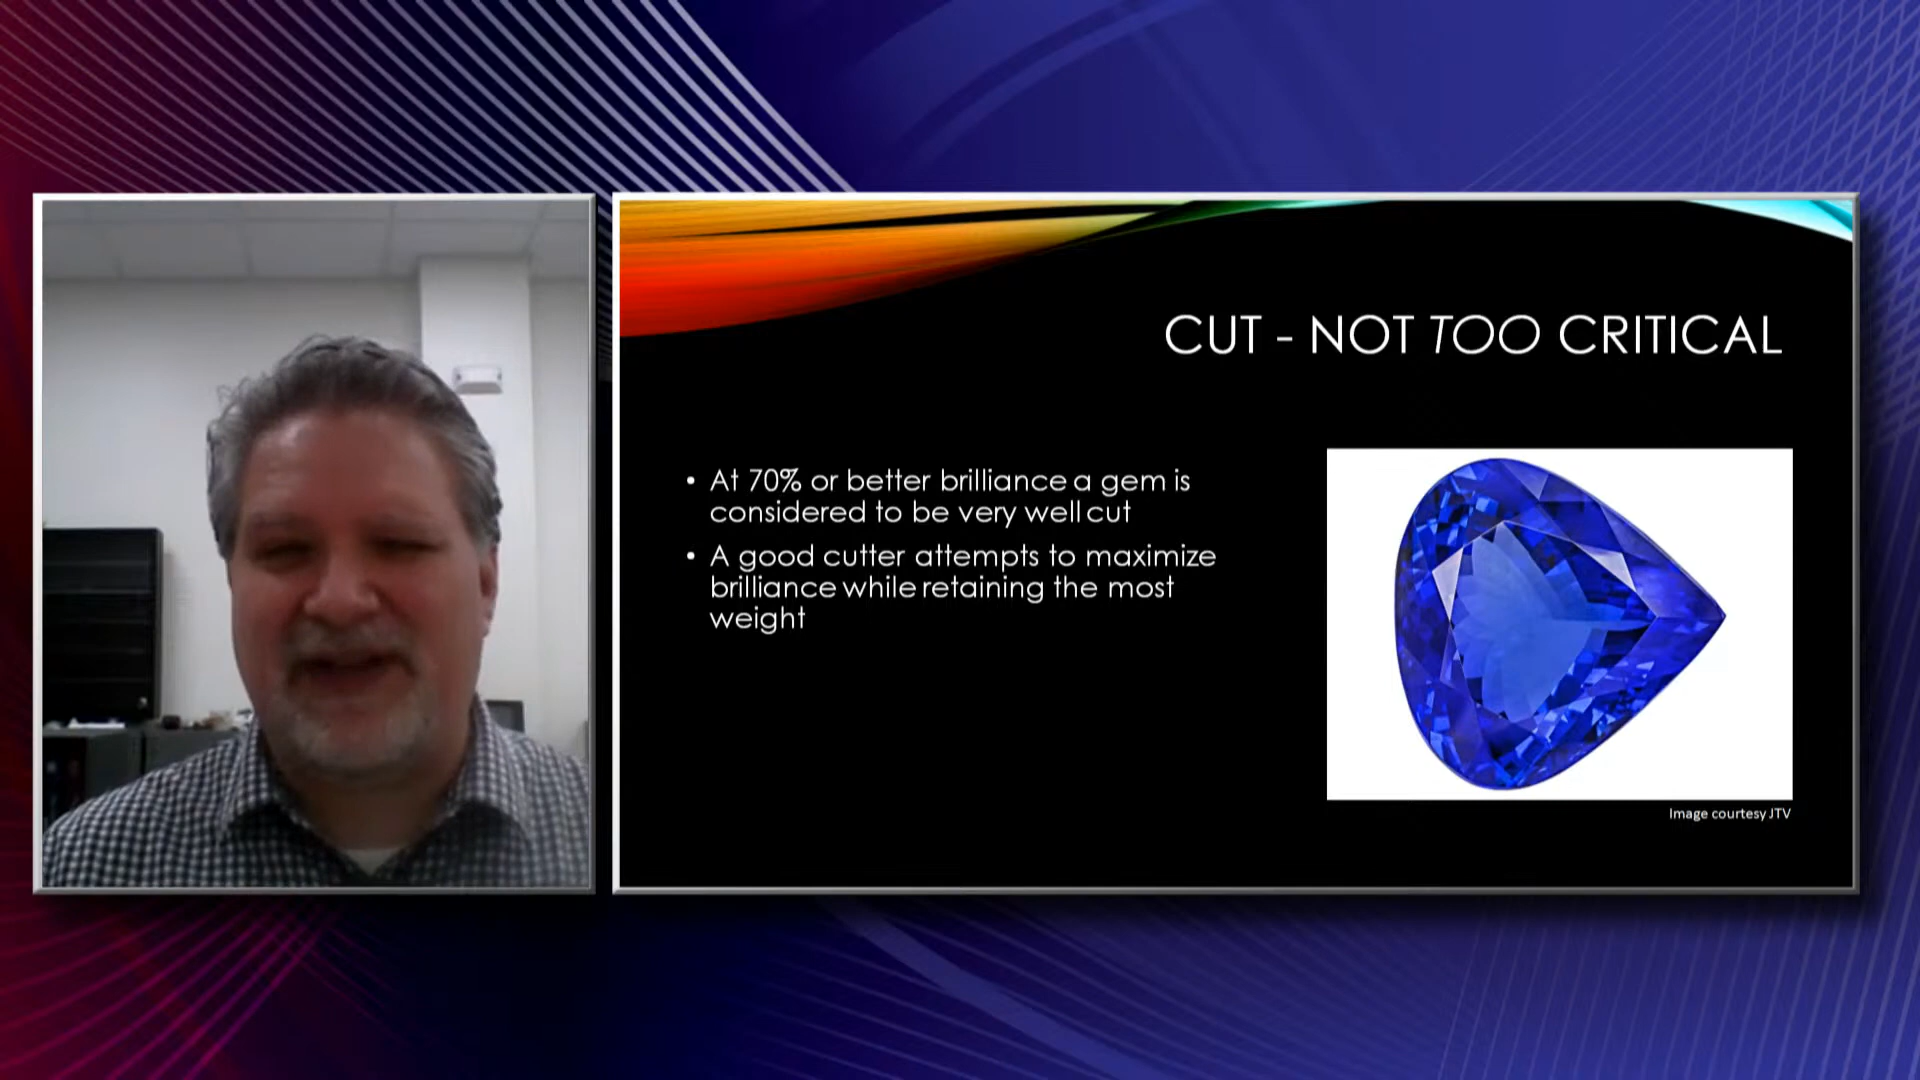 CUT - NOT TOO CRITICAL
• At 70% or better brilliance a gem is
considered to be very well cut
• A good cutter attempts to maximize
brilliance while retaining the most
weight
Image courtesy JTV